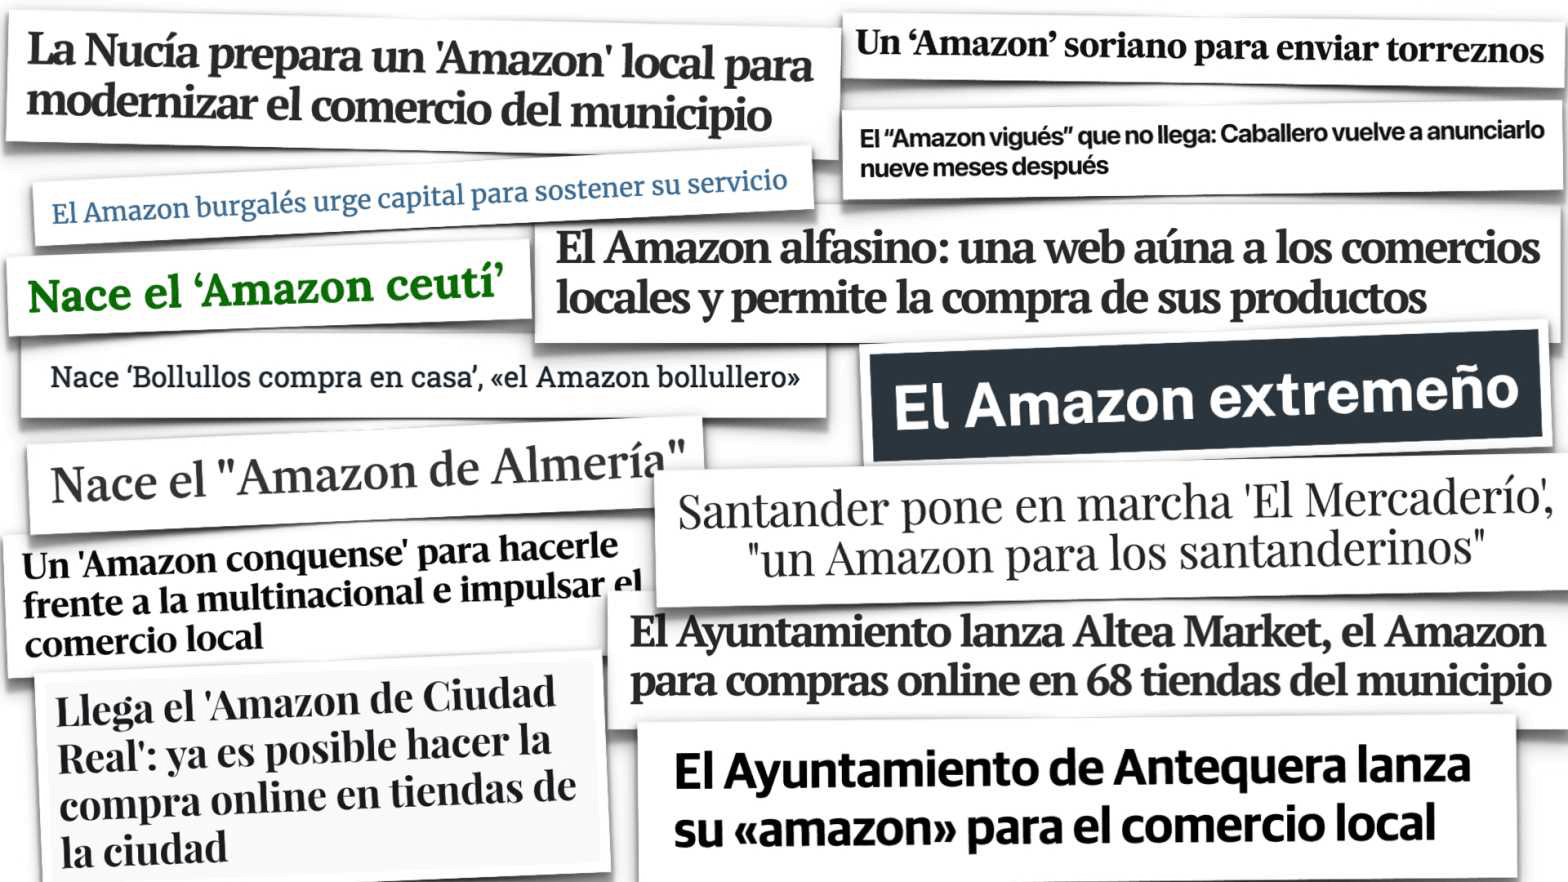 La Nucía prepara un 'Amazon' local para
modernizar el comercio del municipio
Un ‘Amazon’ soriano para enviar torreznos
El “Amazon vigués” que no llega: Caballero vuelve a anunciarlo
nueve meses después
El Amazon burgalés urge capital para sostener su servicio
Nace el ‘Amazon ceutí’
El Amazon alfasino: una web aúna a los comercios
locales y permite la compra de sus productos
Nace ‘Bollullos compra en casa’, «el Amazon bollullero»
El Amazon extremeño
Nace el "Amazon de Almería"
Santander pone en marcha 'El Mercaderío',
"un Amazon para los santanderinos"
Un 'Amazon conquense' para hacerle
frente a la multinacional e impulsar el
comercio local
El Ayuntamiento lanza Altea Market, el Amazon
para compras online en 68 tiendas del municipio
Llega el 'Amazon de Ciudad
Real': ya es posible hacer la
compra online en tiendas de
la ciudad
El Ayuntamiento de Antequera lanza
su «amazon» para el comercio local